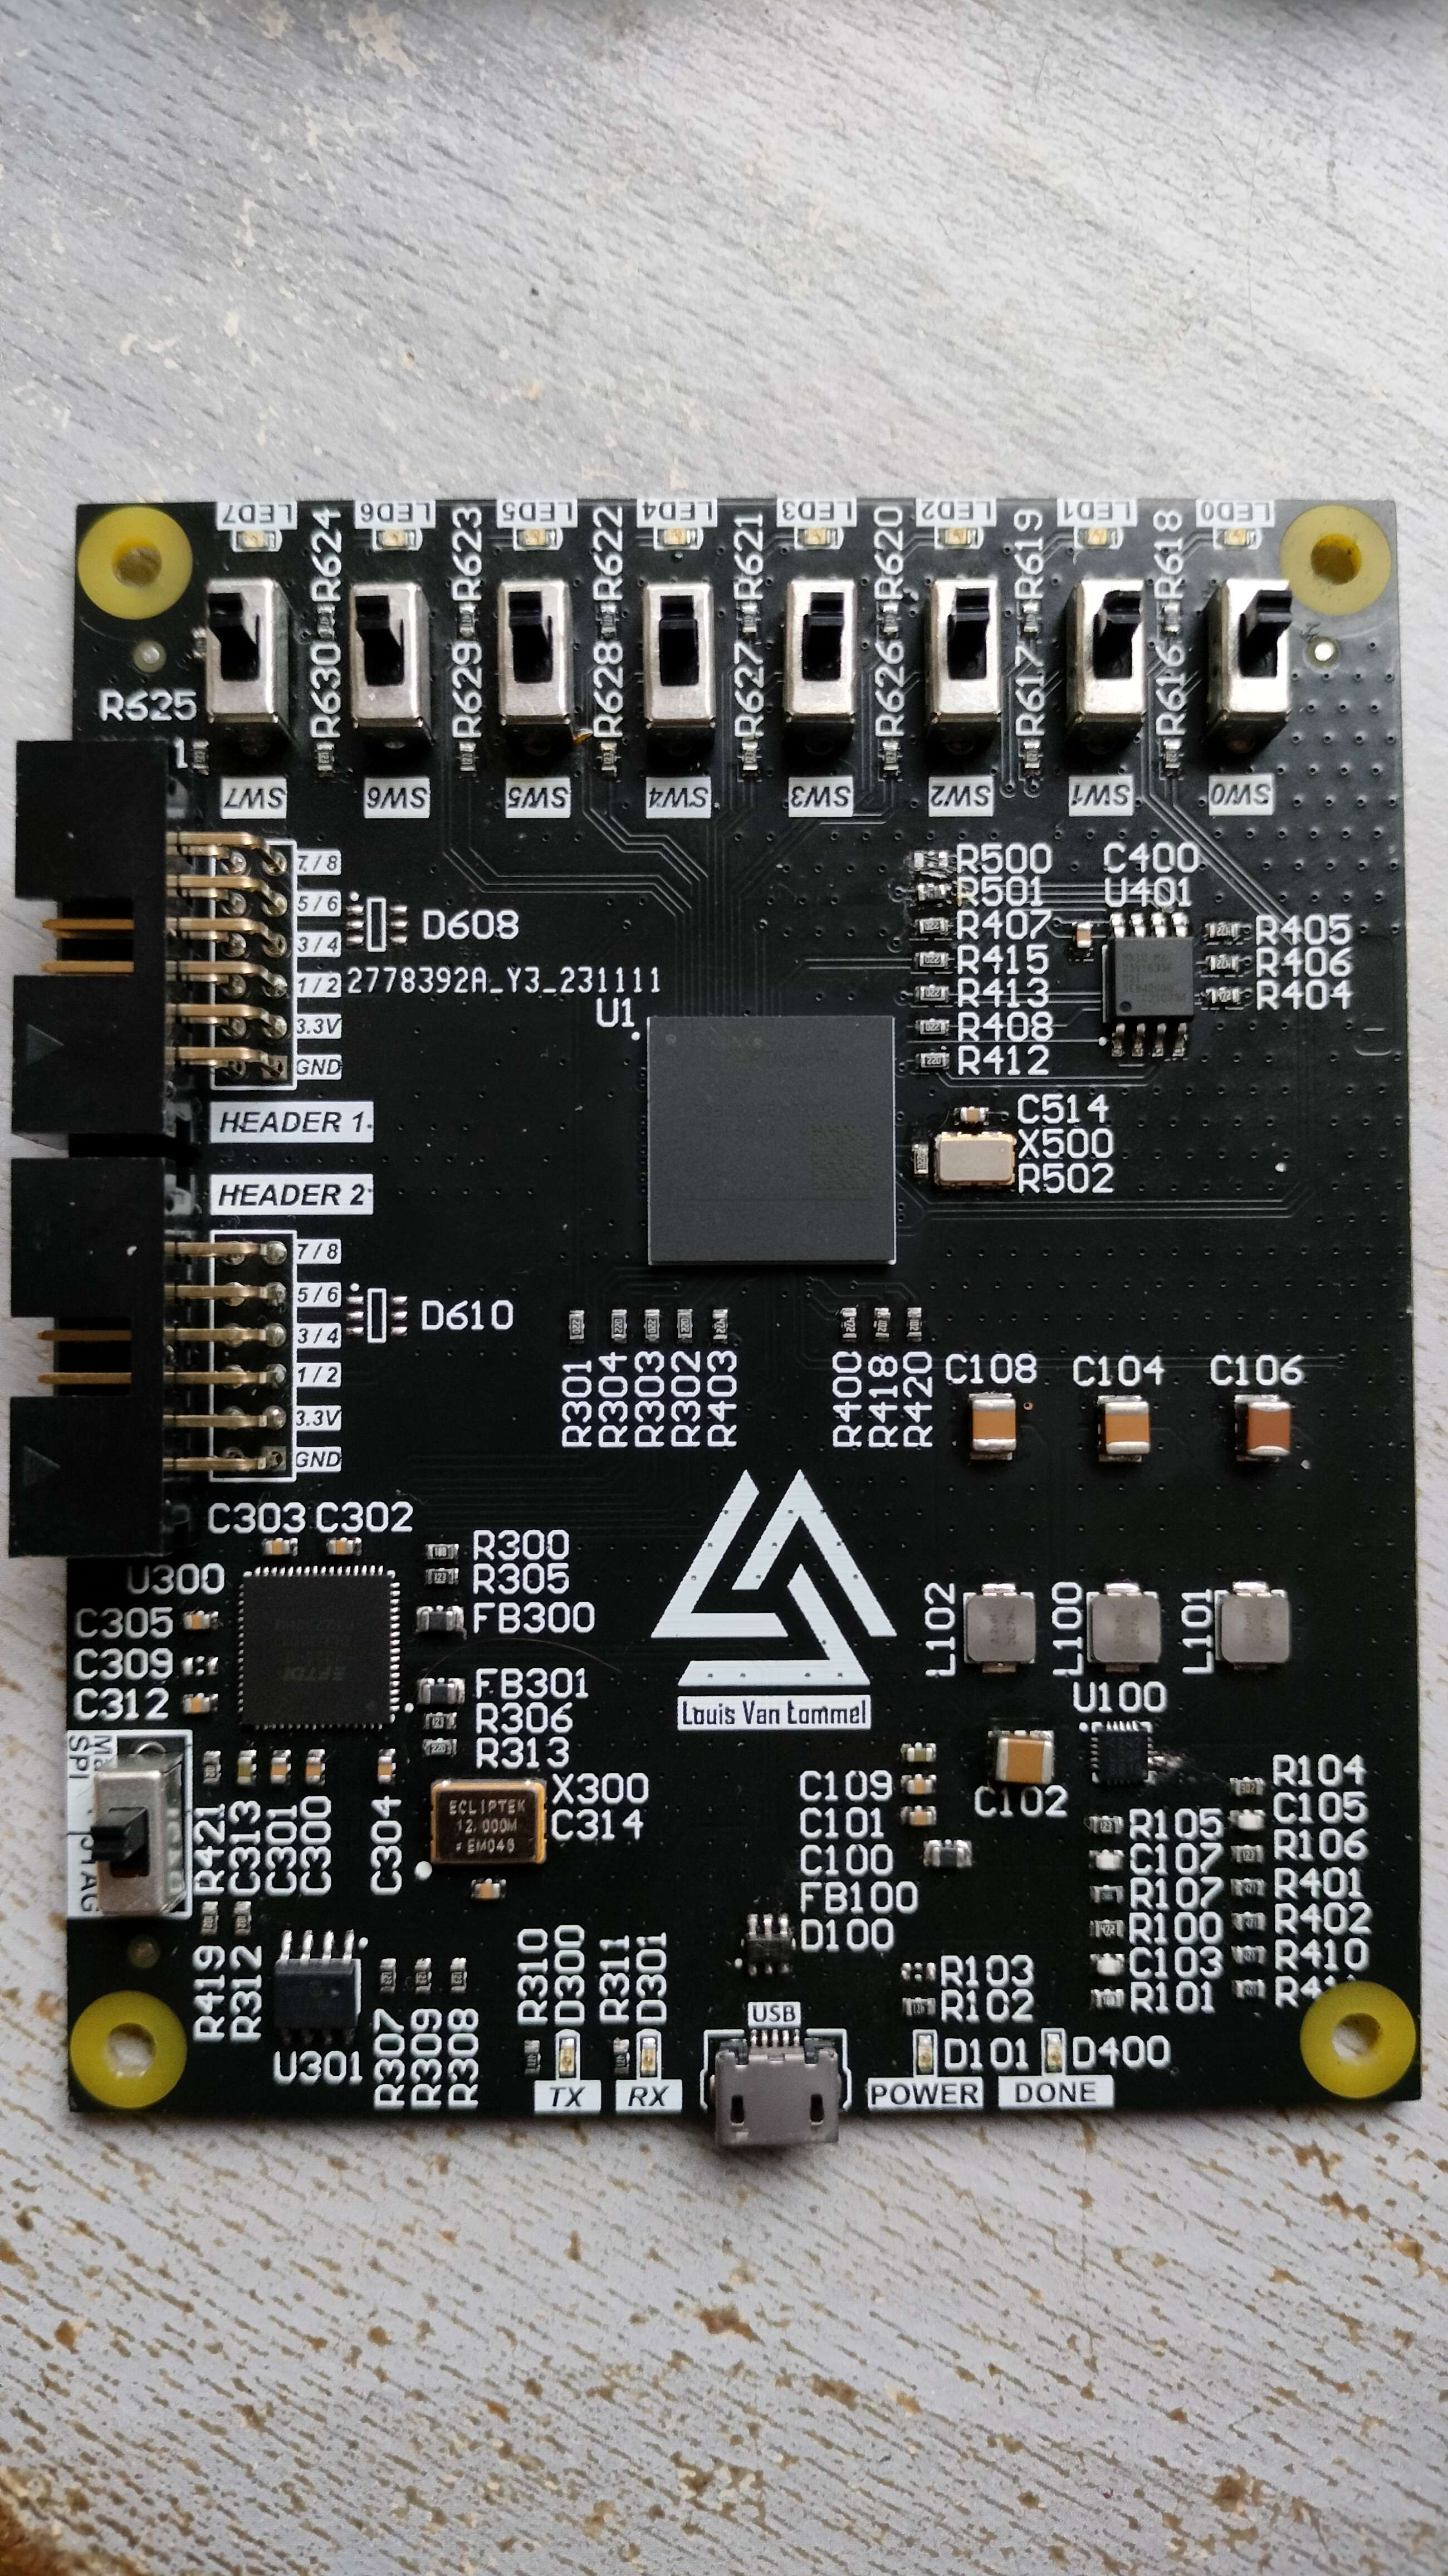 LED7
LED6
LED5
LED4
LED3
LED2
LED1
LED0
R624
R623
R622
R621
R620
R619
R618
R630
R629
R628
R627
R626
R617
R616
R625
1
SW7
SW6
SW5
SW4
SW3
SW2
SW1
SW0
7 / 8
5 / 6
3 / 4
1 / 2
3.3V
GND
D608
HEADER 1
2778392A_Y3_231111
U1
R500
R501
R407
R415
R413
R408
R412
C400
U401
R405
R406
R404
C514
X500
R502
HEADER 2
7 / 8
5 / 6
3 / 4
1 / 2
3.3V
GND
D610
R301
R304
R303
R302
R403
R400
R418
R420
C108
C104
C106
C303
C302
U300
C305
C309
C312
FTDI
R300
R305
FB300
FB301
R306
R313
X300
C314
ECLIPTEK
12.000M
EM048
Louis Van Lommel
L102
L100
L101
U100
C102
C109
C101
C100
FB100
D100
R104
C105
R106
R401
R402
R410
R105
C107
R107
R100
C103
R101
R103
R102
SPI
R421
C313
C301
C300
C304
R419
R312
U301
R307
R309
R308
R310
D300
R311
D301
TX
RX
USB
D101
D400
POWER
DONE